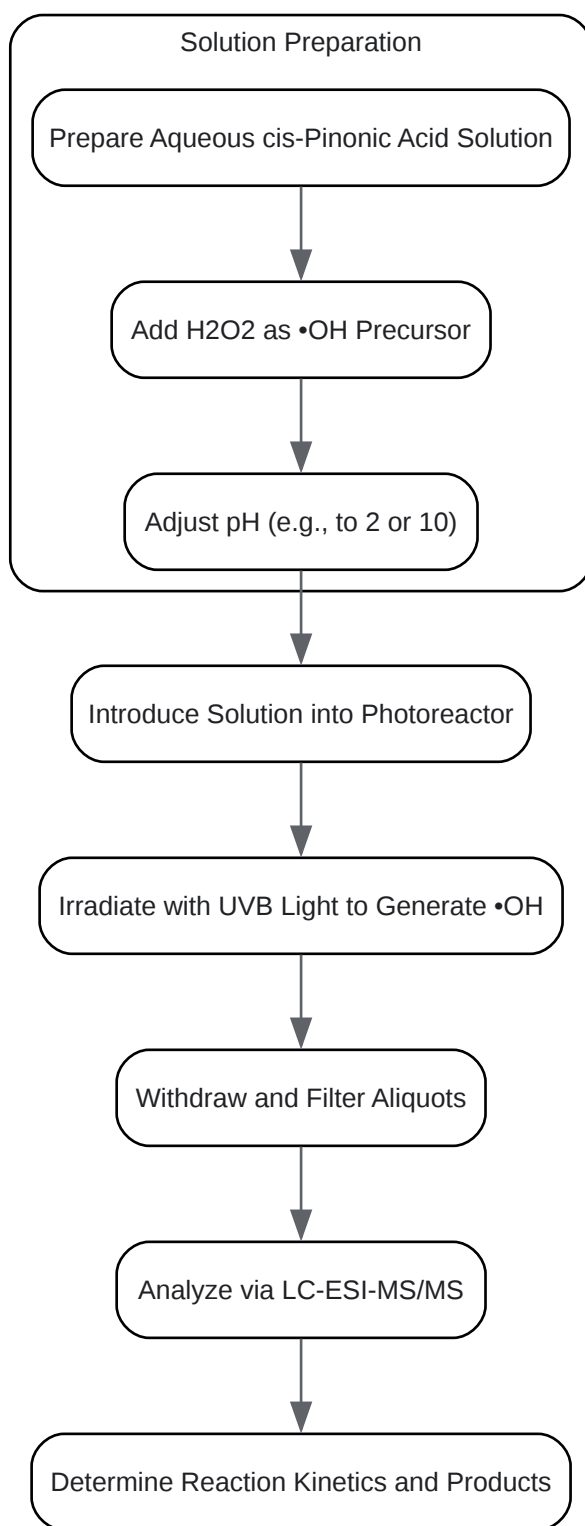 Solution Preparation
Prepare Aqueous cis-Pinonic Acid Solution
Add H2O2 as •OH Precursor
Adjust pH (e.g., to 2 or 10)
Introduce Solution into Photoreactor
Irradiate with UVB Light to Generate •OH
Withdraw and Filter Aliquots
Analyze via LC-ESI-MS/MS
Determine Reaction Kinetics and Products